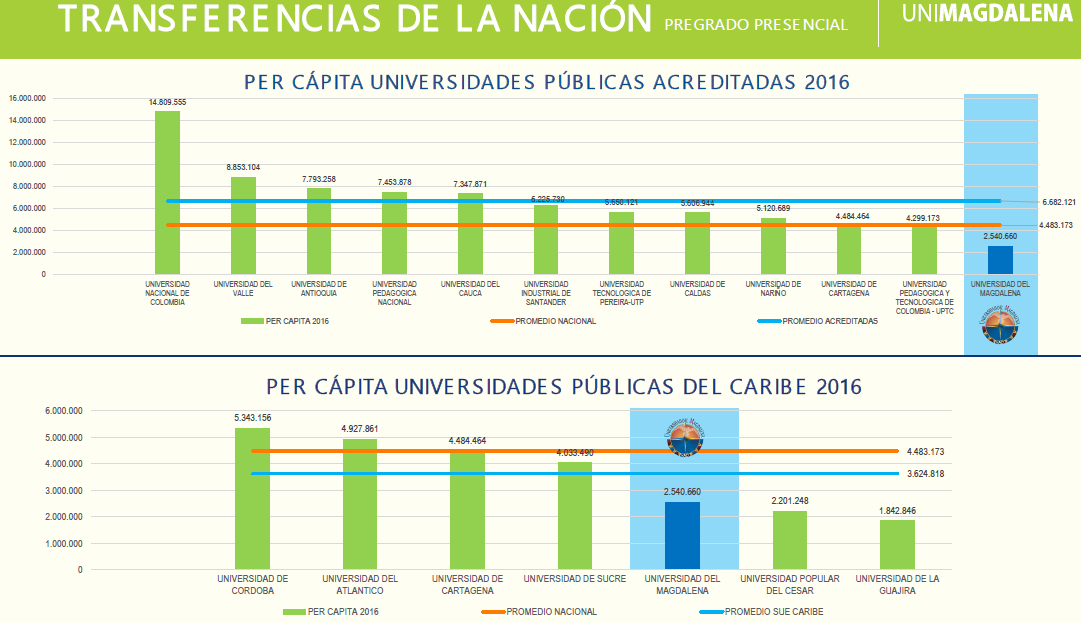 TRANSFERENCIAS DE LA NACIÓN PREGRADO PRESENCIAL
UNIMAGDALENA
PER CÁPITA UNIVERSIDADES PÚBLICAS ACREDITADAS 2016
16.000.000
14.000.000
12.000.000
10.000.000
8.000.000
6.000.000
4.000.000
2.000.000
0
14.809.555
8.853.104
7.793.258
7.453.878
7.347.871
6.225.730
5.660.121
5.606.944
5.120.689
4.484.464
4.299.173
2.540.660
6.682.121
4.483.173
UNIVERSIDAD
NACIONAL DE
COLOMBIA
UNIVERSIDAD DEL
VALLE
UNIVERSIDAD DE
ANTIOQUIA
UNIVERSIDAD
PEDAGOGICA
NACIONAL
UNIVERSIDAD DEL
CAUCA
UNIVERSIDAD
INDUSTRIAL DE
SANTANDER
UNIVERSIDAD
TECNOLOGICA DE
PEREIRA-UTP
UNIVERSIDAD DE
CALDAS
UNIVERSIDAD DE
NARIÑO
UNIVERSIDAD DE
CARTAGENA
UNIVERSIDAD
PEDAGOGICA Y
TECNOLOGICA DE
COLOMBIA - UPTC
UNIVERSIDAD DEL
MAGDALENA
PER CAPITA 2016
PROMEDIO NACIONAL
PROMEDIO ACREDITADAS
PER CÁPITA UNIVERSIDADES PÚBLICAS DEL CARIBE 2016
6.000.000
5.000.000
4.000.000
3.000.000
2.000.000
1.000.000
0
5.343.156
4.927.861
4.484.464
4.033.490
2.540.660
2.201.248
1.842.846
4.483.173
3.624.818
UNIVERSIDAD DE
CORDOBA
UNIVERSIDAD DEL
ATLANTICO
UNIVERSIDAD DE
CARTAGENA
UNIVERSIDAD DE SUCRE
UNIVERSIDAD DEL
MAGDALENA
UNIVERSIDAD POPULAR
DEL CESAR
UNIVERSIDAD DE LA
GUAJIRA
PER CAPITA 2016
PROMEDIO NACIONAL
PROMEDIO SUE CARIBE